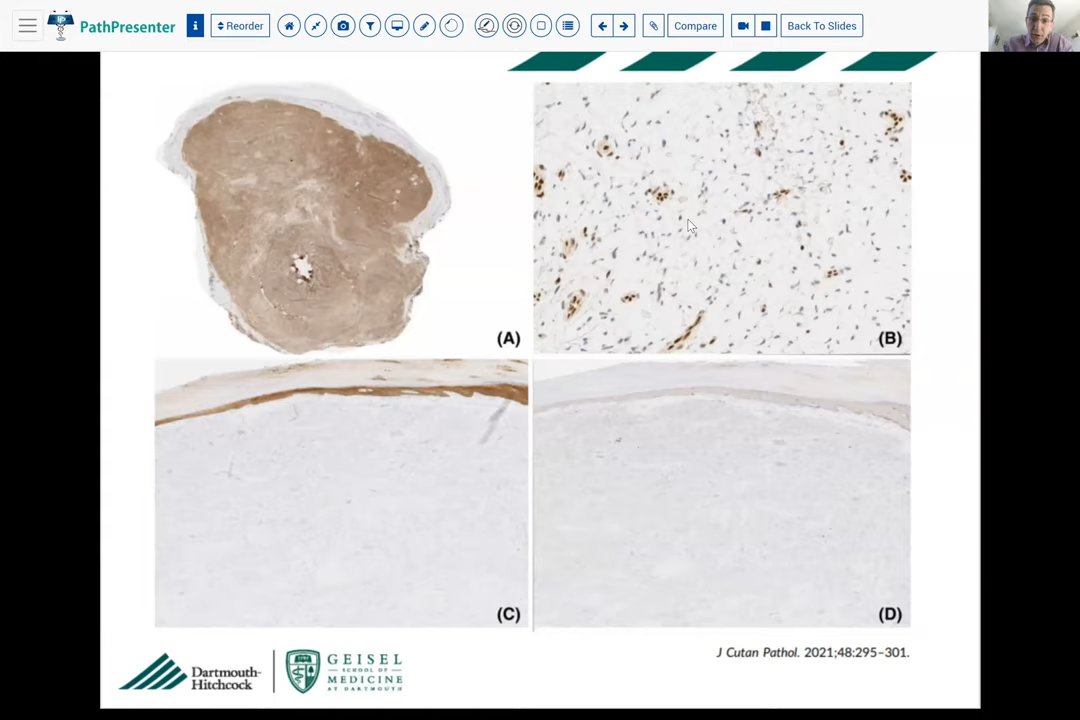 PathPresenter
Reorder
Compare
Back To Slides
(A)
(B)
(C)
(D)
J Cutan Pathol. 2021;48:295–301.
Dartmouth-
Hitchcock
GEISEL
SCHOOL OF
MEDICINE
AT DARTMOUTH